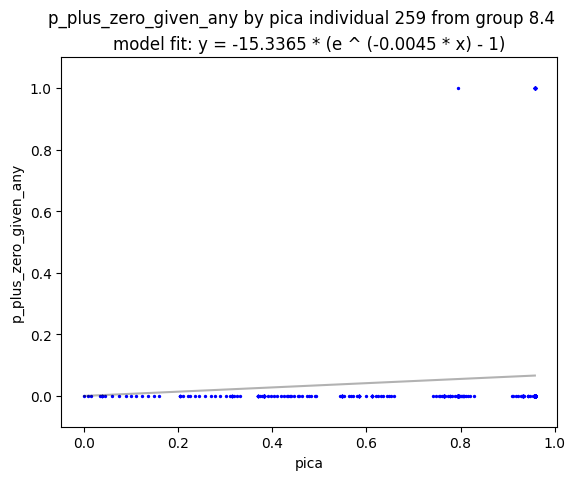 p_plus_zero_given_any by pica individual 259 from group 8.4
model fit: y = -15.3365 * (e ^ (-0.0045 * x) - 1)
p_plus_zero_given_any
1.0
0.8
0.6
0.4
0.2
0.0
0.0 0.2 0.4 0.6 0.8 1.0
pica